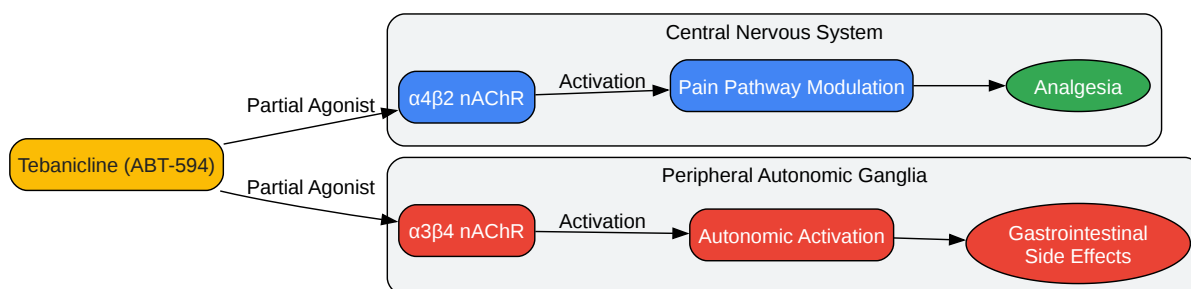 Central Nervous System
Partial Agonist
α4β2 nAChR
Activation
Pain Pathway Modulation
Analgesia
Tebanicline (ABT-594)
Peripheral Autonomic Ganglia
Partial Agonist
α3β4 nAChR
Activation
Autonomic Activation
Gastrointestinal
Side Effects